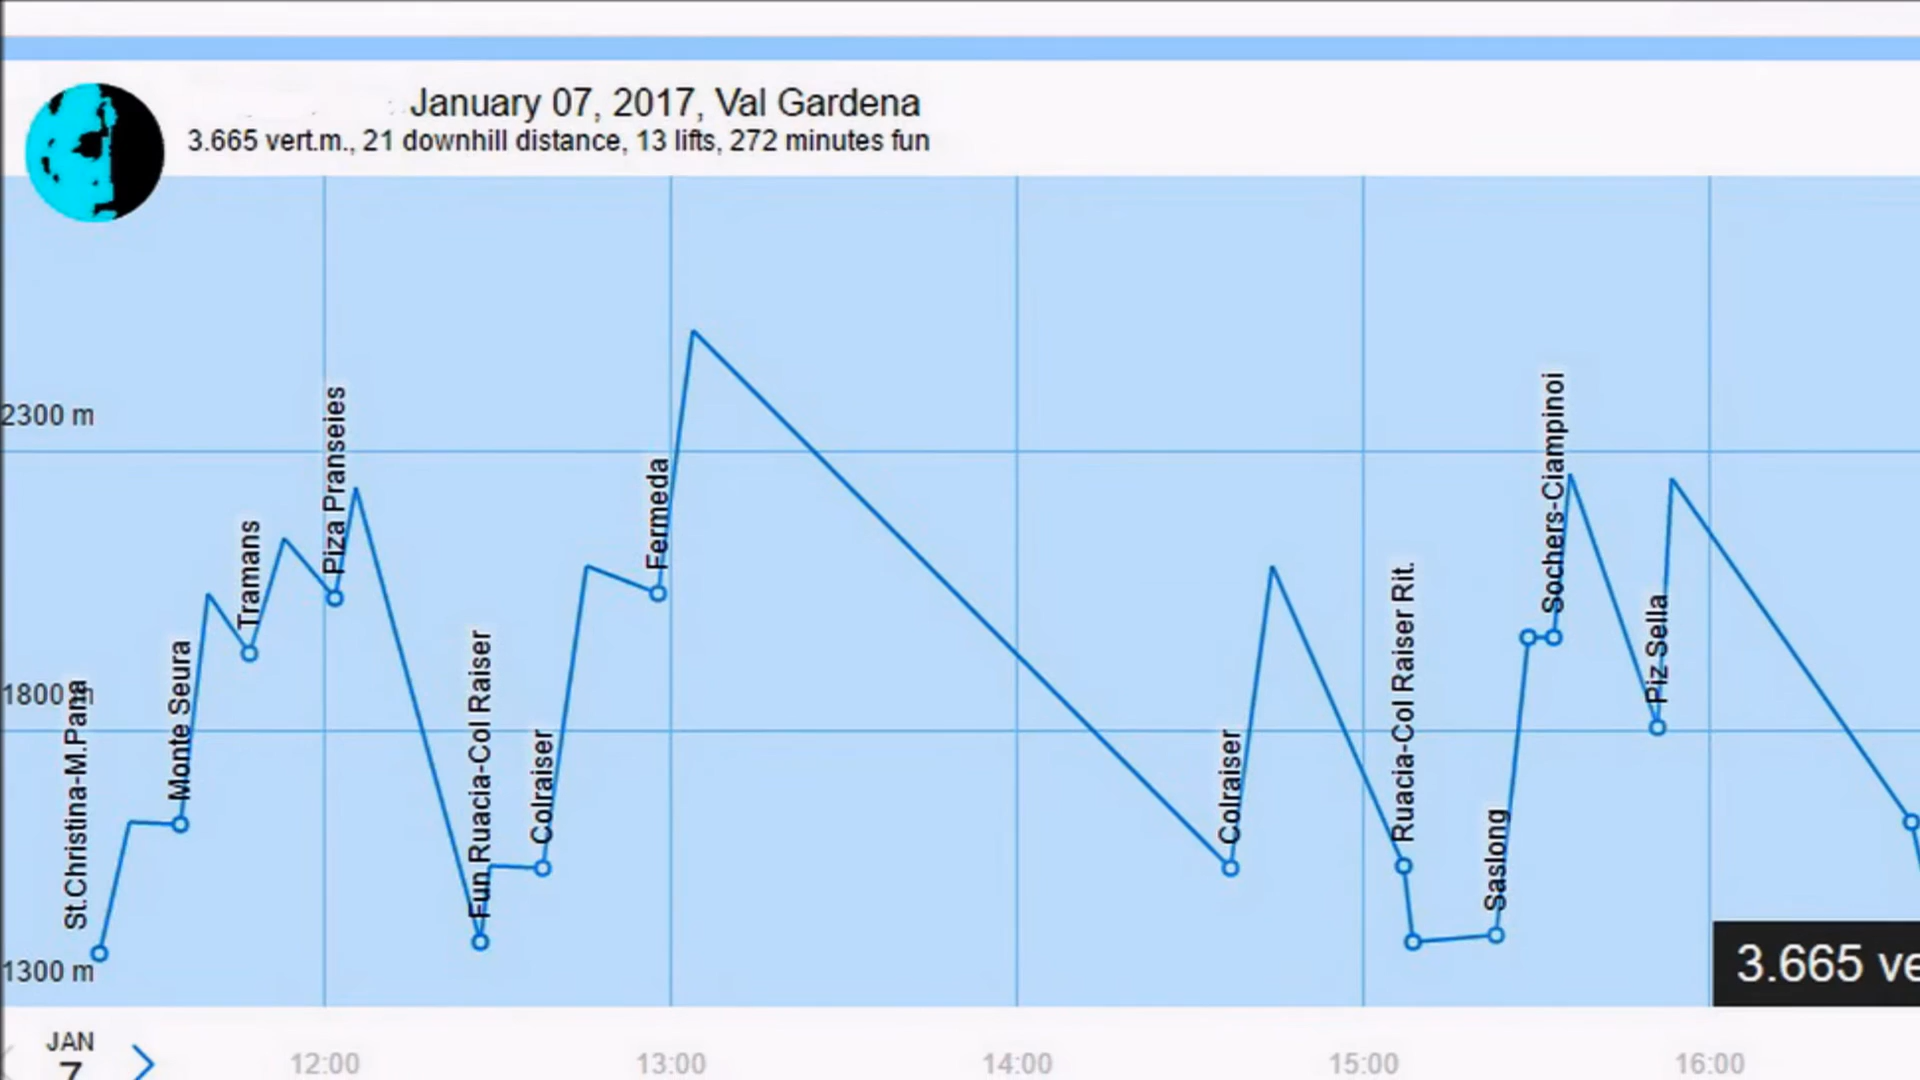 January 07, 2017, Val Gardena
3.665 vert.m., 21 downhill distance, 13 lifts, 272 minutes fun
2300 m
1800 m
1300 m
St.Christina-M.Pana
Monte Seura
Tramans
Piza Pranseies
Fun Ruacia-Col Raiser
Colraiser
Fermeda
Colraiser
Ruacia-Col Raiser Rit.
Saslong
Sochers-Ciampinoi
Piz Sella
3.665 ve
JAN
7
12:00
13:00
14:00
15:00
16:00